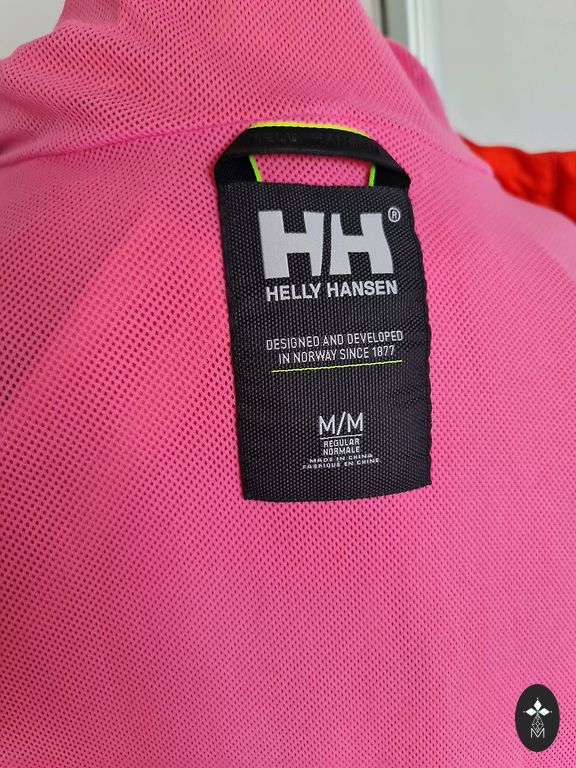 HH®
HELLY HANSEN
DESIGNED AND DEVELOPED
IN NORWAY SINCE 1877
M/M
REGULAR
NORMALE
MADE IN CHINA
FABRIQUÉ EN CHINE
M